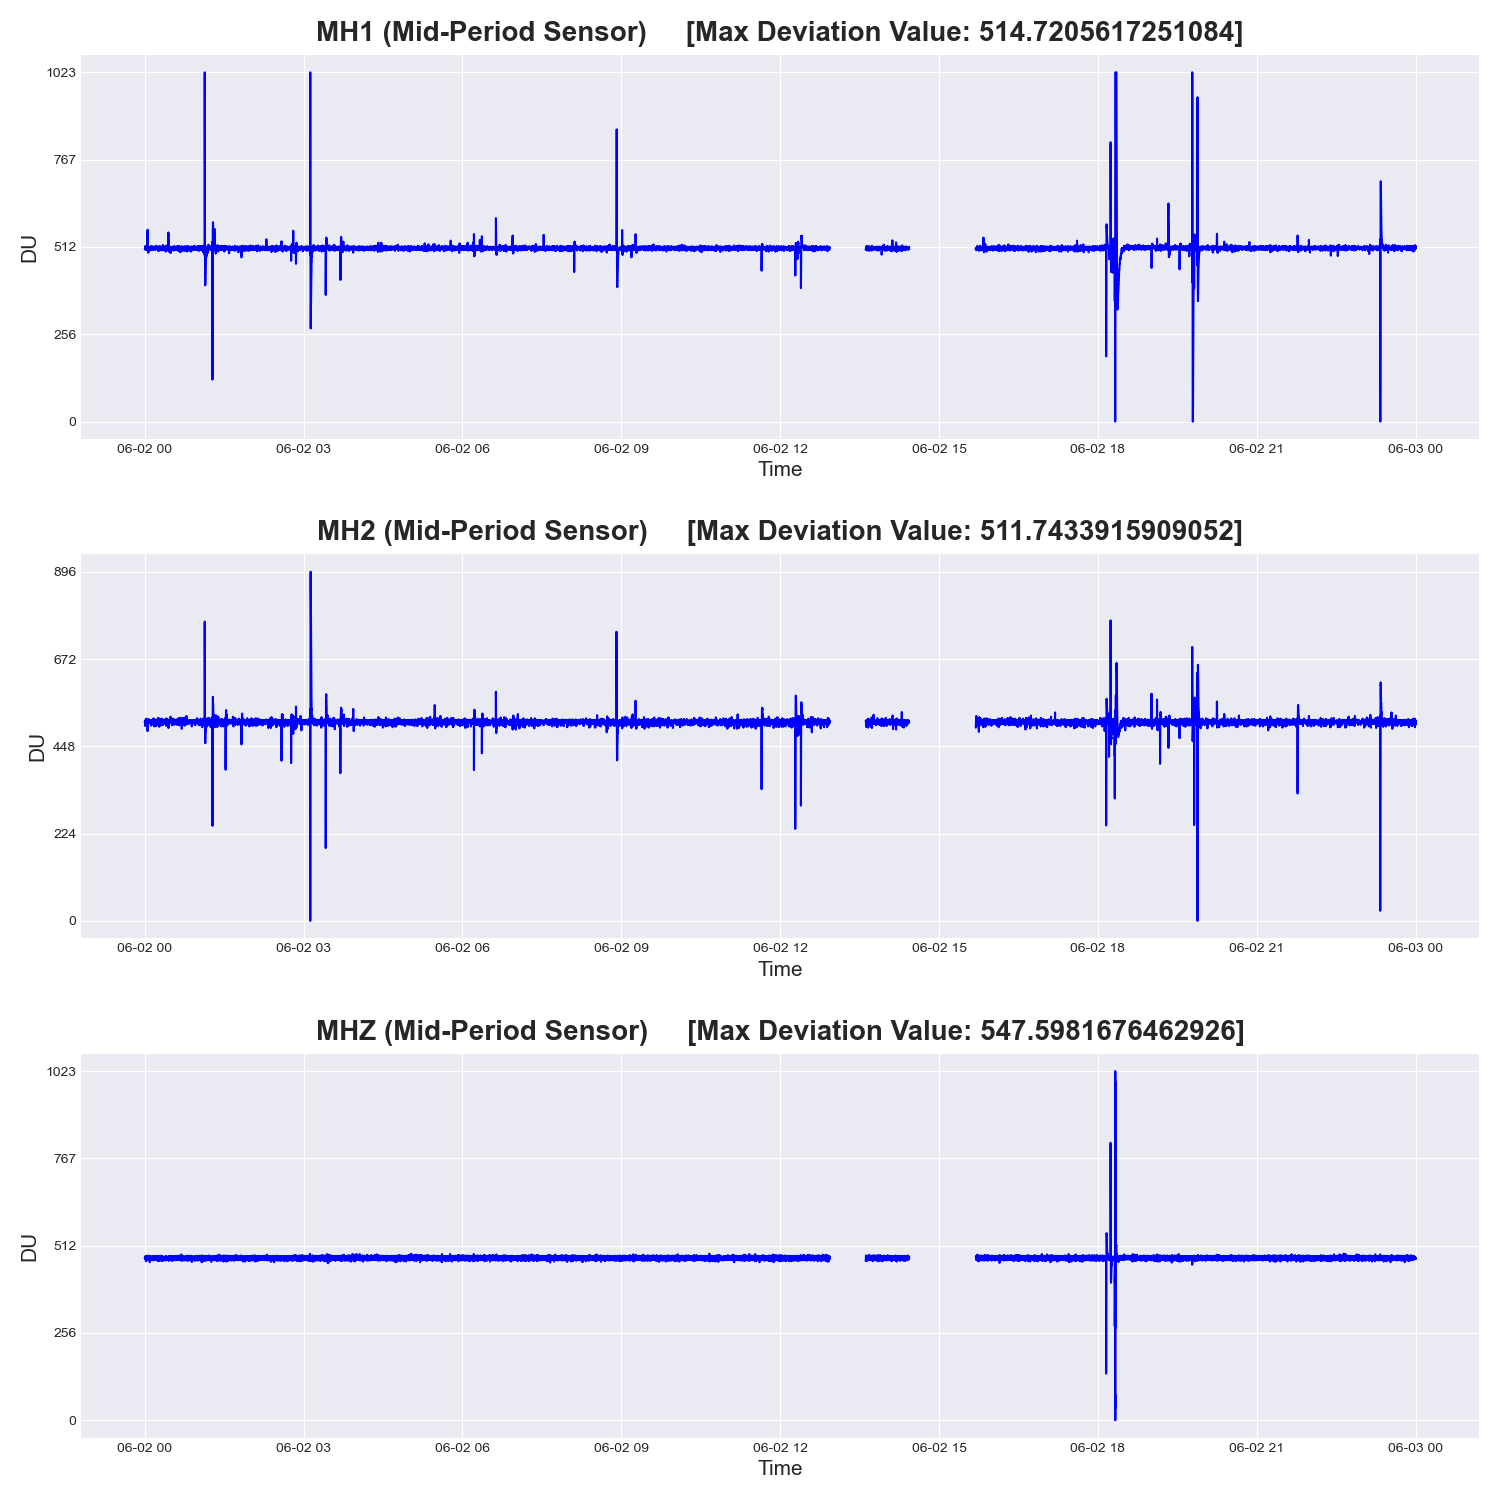 MH1 (Mid-Period Sensor) [Max Deviation Value: 514.7205617251084]
1023
767
512
256
0
DU
06-02 00 06-02 03 06-02 06 06-02 09 06-02 12 06-02 15 06-02 18 06-02 21 06-03 00
Time
MH2 (Mid-Period Sensor) [Max Deviation Value: 511.7433915909052]
896
672
448
224
0
DU
06-02 00 06-02 03 06-02 06 06-02 09 06-02 12 06-02 15 06-02 18 06-02 21 06-03 00
Time
MHZ (Mid-Period Sensor) [Max Deviation Value: 547.5981676462926]
1023
767
512
256
0
DU
06-02 00 06-02 03 06-02 06 06-02 09 06-02 12 06-02 15 06-02 18 06-02 21 06-03 00
Time